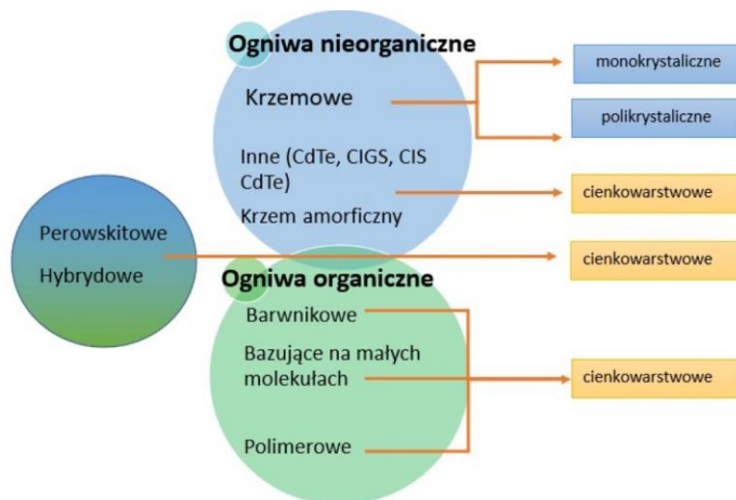 Ogniwa nieorganiczne
Krzemowe
monokrystaliczne
polikrystaliczne
Inne (CdTe, CIGS, CIS
CdTe)
Krzem amorficzny
cienkowarstwowe
Perowskitowe
Hybrydowe
cienkowarstwowe
Ogniwa organiczne
Barwnikowe
Bazujące na małych
molekułach
Polimerowe
cienkowarstwowe